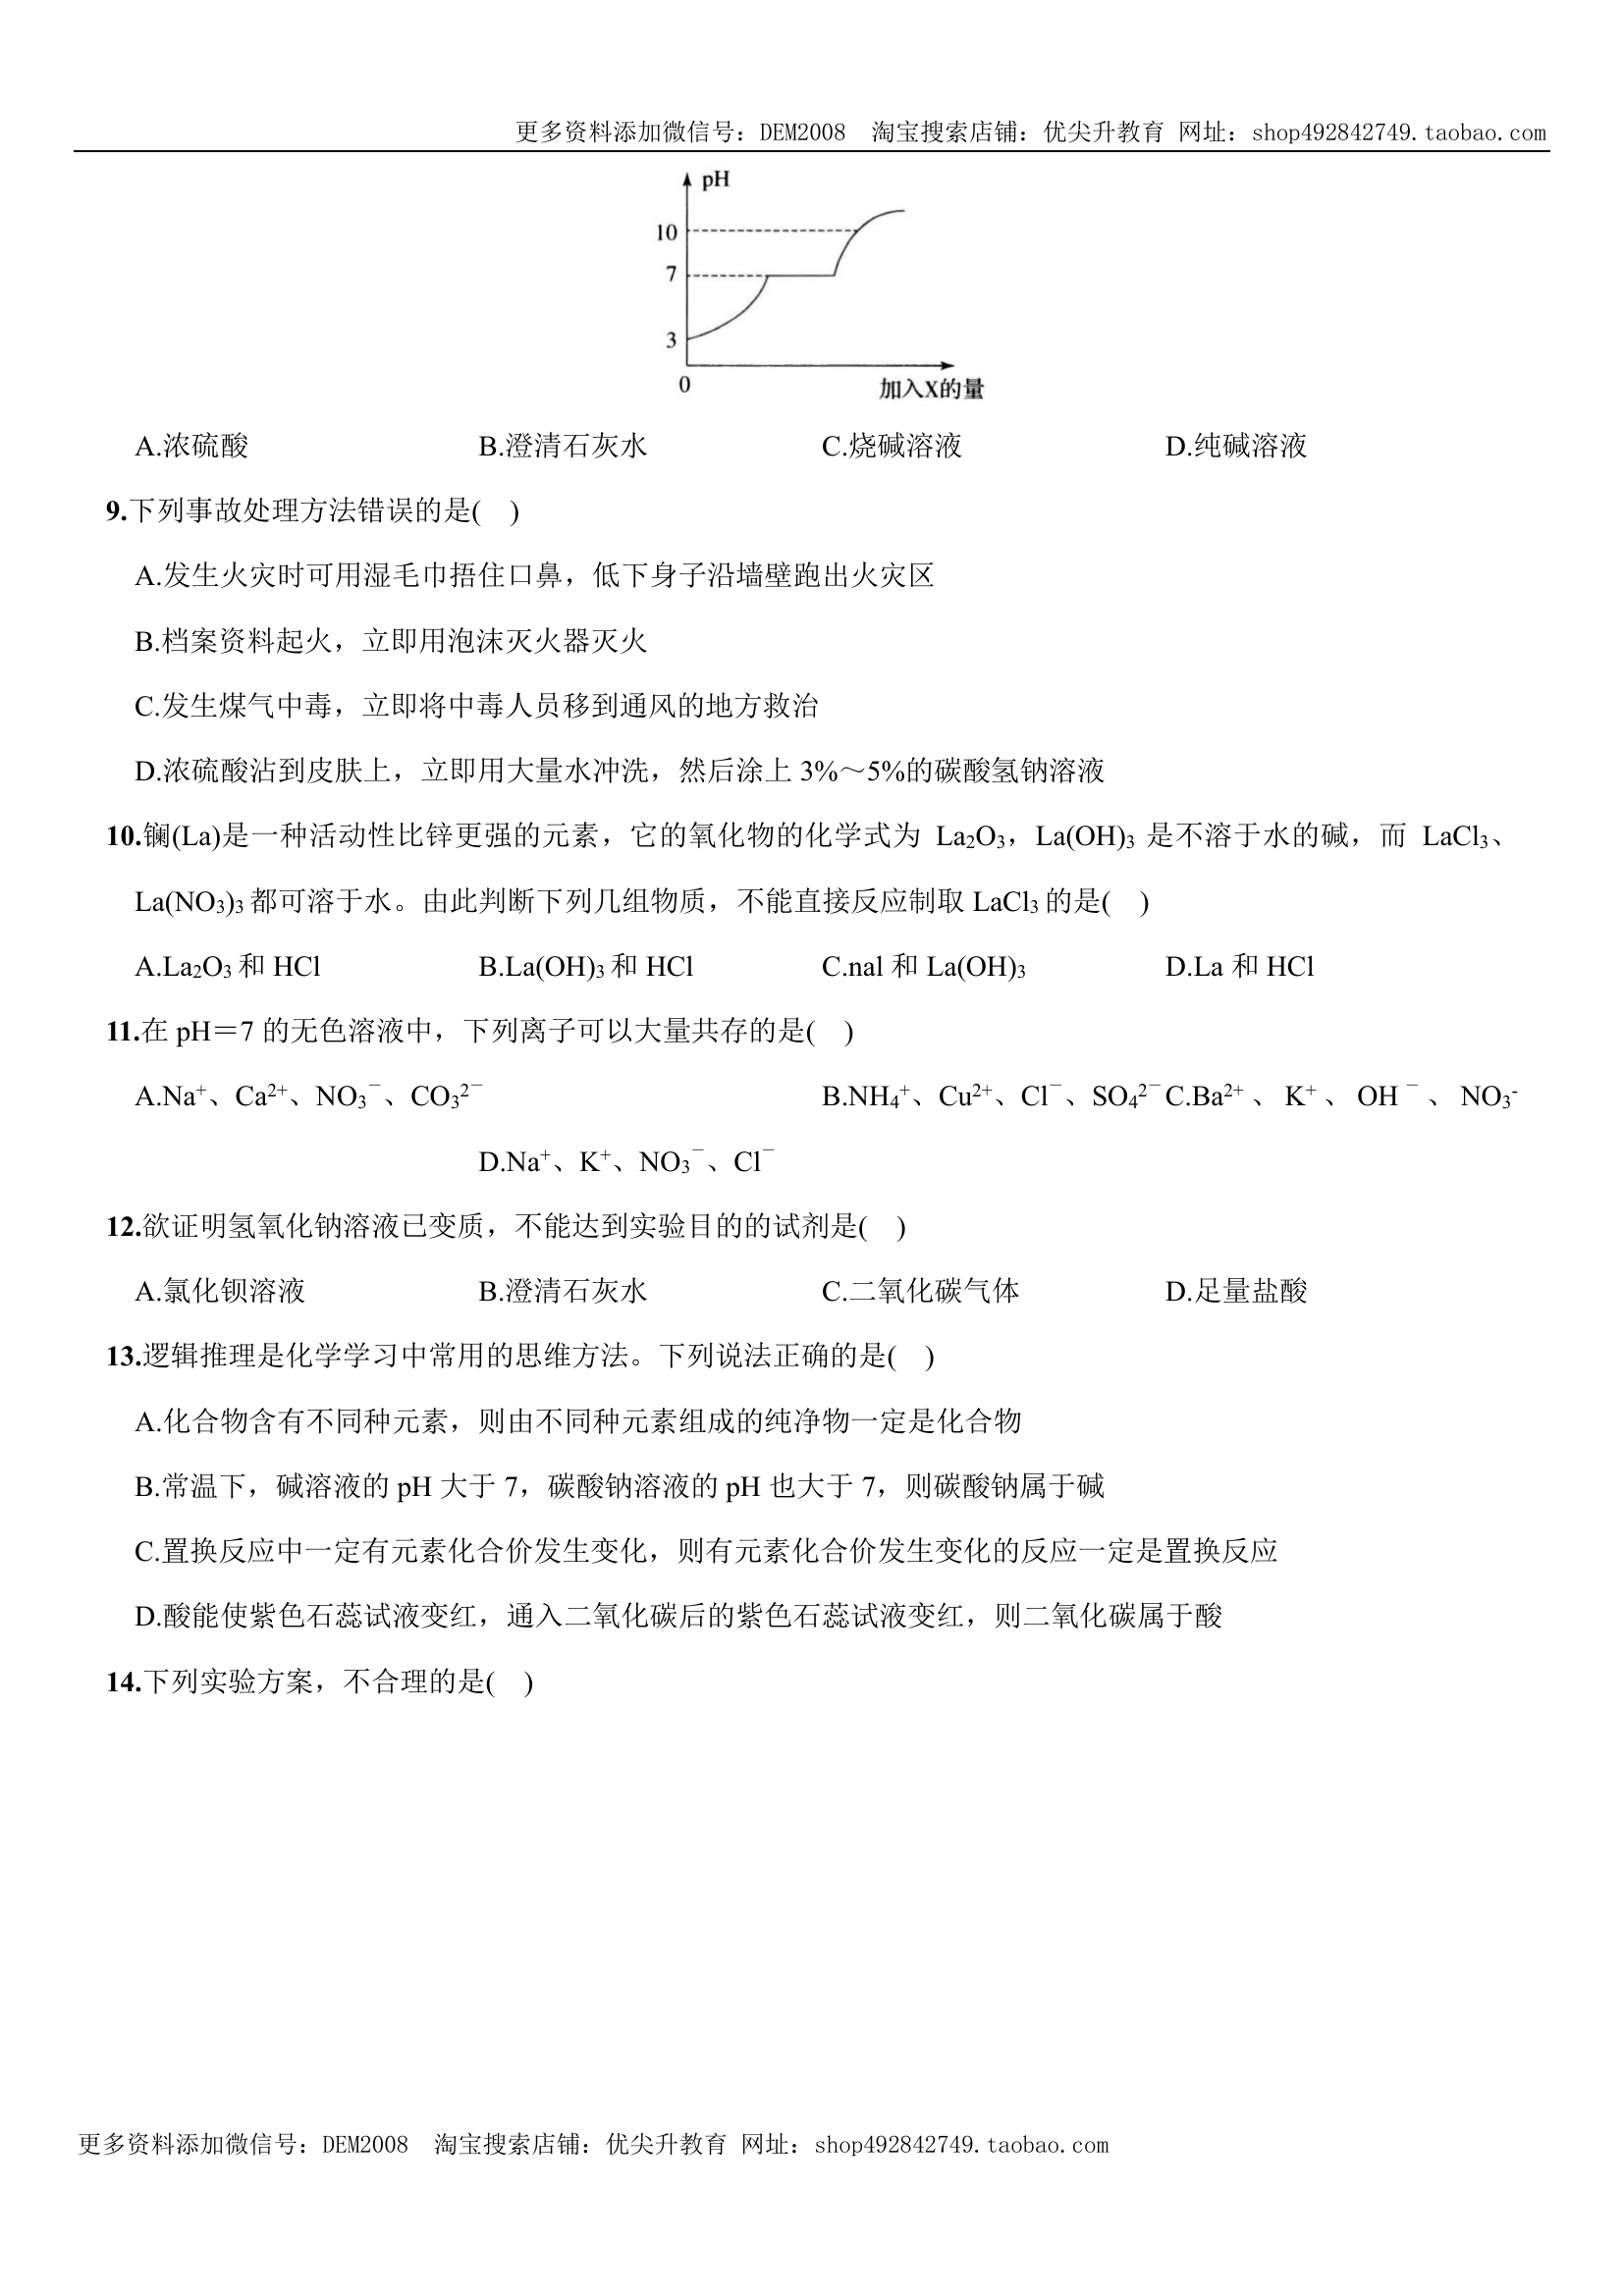 更多资料添加微信号：DEM2008  淘宝搜索店铺：优尖升教育 网址：shop492842749.taobao.com
pH
10
7
3
0
加入X的量
A.浓硫酸 B.澄清石灰水 C.烧碱溶液 D.纯碱溶液
9.下列事故处理方法错误的是(  )
A.发生火灾时可用湿毛巾捂住口鼻，低下身子沿墙壁跑出火灾区
B.档案资料起火，立即用泡沫灭火器灭火
C.发生煤气中毒，立即将中毒人员移到通风的地方救治
D.浓硫酸沾到皮肤上，立即用大量水冲洗，然后涂上 3%～5%的碳酸氢钠溶液
10.镧(La)是一种活动性比锌更强的元素，它的氧化物的化学式为 La₂O₃，La(OH)₃ 是不溶于水的碱，而 LaCl₃、
La(NO₃)₃都可溶于水。由此判断下列几组物质，不能直接反应制取 LaCl₃的是(  )
A.La₂O₃和 HCl B.La(OH)₃和 HCl C.nal 和 La(OH)₃ D.La 和 HCl
11.在 pH＝7 的无色溶液中，下列离子可以大量共存的是(  )
A.Na⁺、Ca²⁺、NO₃⁻、CO₃²⁻ B.NH₄⁺、Cu²⁺、Cl⁻、SO₄²⁻C.Ba²⁺、K⁺、OH⁻、NO₃⁻
D.Na⁺、K⁺、NO₃⁻、Cl⁻
12.欲证明氢氧化钠溶液已变质，不能达到实验目的的试剂是(  )
A.氯化钡溶液 B.澄清石灰水 C.二氧化碳气体 D.足量盐酸
13.逻辑推理是化学学习中常用的思维方法。下列说法正确的是(  )
A.化合物含有不同种元素，则由不同种元素组成的纯净物一定是化合物
B.常温下，碱溶液的 pH 大于 7，碳酸钠溶液的 pH 也大于 7，则碳酸钠属于碱
C.置换反应中一定有元素化合价发生变化，则有元素化合价发生变化的反应一定是置换反应
D.酸能使紫色石蕊试液变红，通入二氧化碳后的紫色石蕊试液变红，则二氧化碳属于酸
14.下列实验方案，不合理的是(  )
更多资料添加微信号：DEM2008  淘宝搜索店铺：优尖升教育 网址：shop492842749.taobao.com